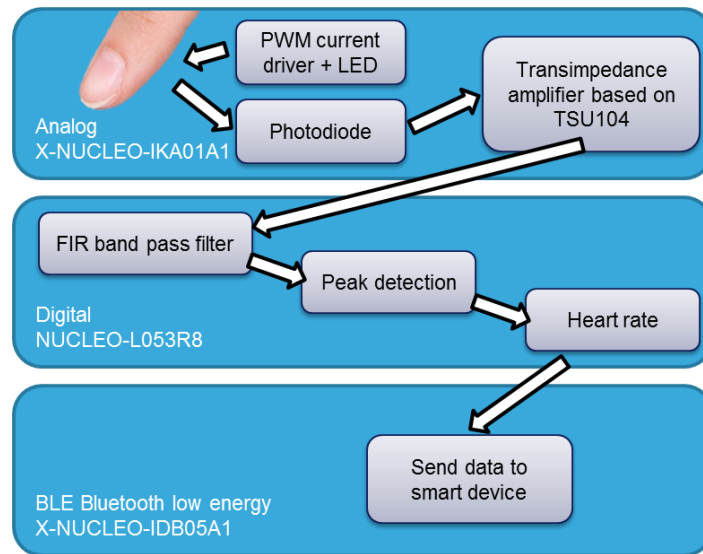 PWM current
driver + LED
Transimpedance
amplifier based on
TSU104
Photodiode
Analog
X-NUCLEO-IKA01A1
FIR band pass filter
Peak detection
Heart rate
Digital
NUCLEO-L053R8
Send data to
smart device
BLE Bluetooth low energy
X-NUCLEO-IDB05A1